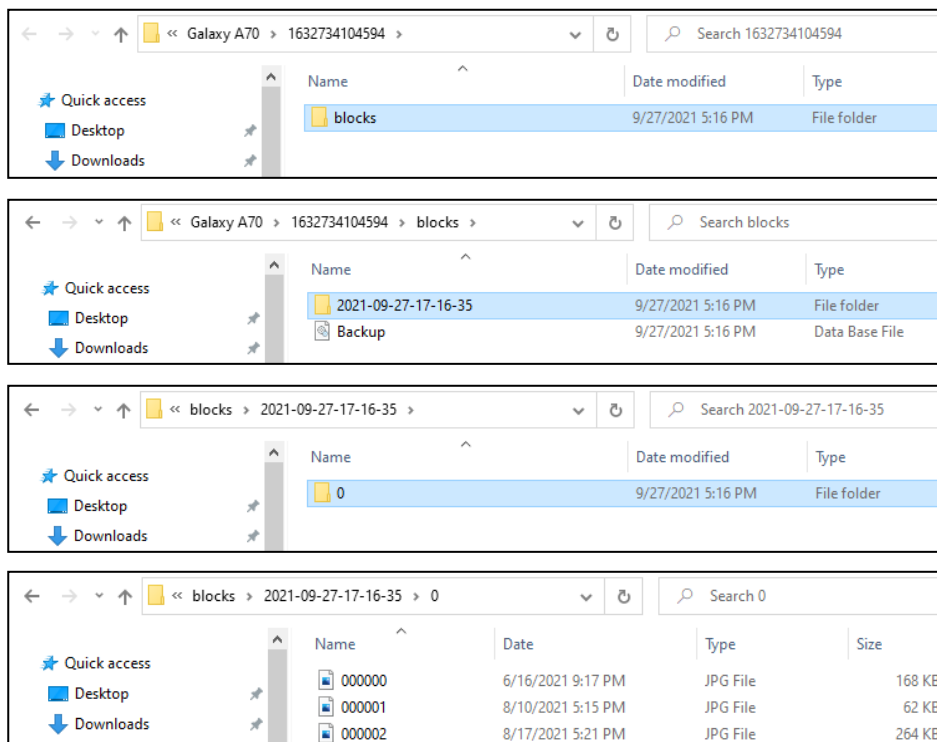 « Galaxy A70 › 1632734104594 › Search 1632734104594
Name Date modified Type
Quick access
blocks 9/27/2021 5:16 PM File folder
Desktop
Downloads
« Galaxy A70 › 1632734104594 › blocks › Search blocks
Name Date modified Type
Quick access
2021-09-27-17-16-35 9/27/2021 5:16 PM File folder
Desktop
Backup 9/27/2021 5:16 PM Data Base File
Downloads
« blocks › 2021-09-27-17-16-35 › Search 2021-09-27-17-16-35
Name Date modified Type
Quick access
0 9/27/2021 5:16 PM File folder
Desktop
Downloads
« blocks › 2021-09-27-17-16-35 › 0 Search 0
Name Date Type Size
Quick access
000000 6/16/2021 9:17 PM JPG File 168 KB
Desktop
000001 8/10/2021 5:15 PM JPG File 62 KB
Downloads
000002 8/17/2021 5:21 PM JPG File 264 KB